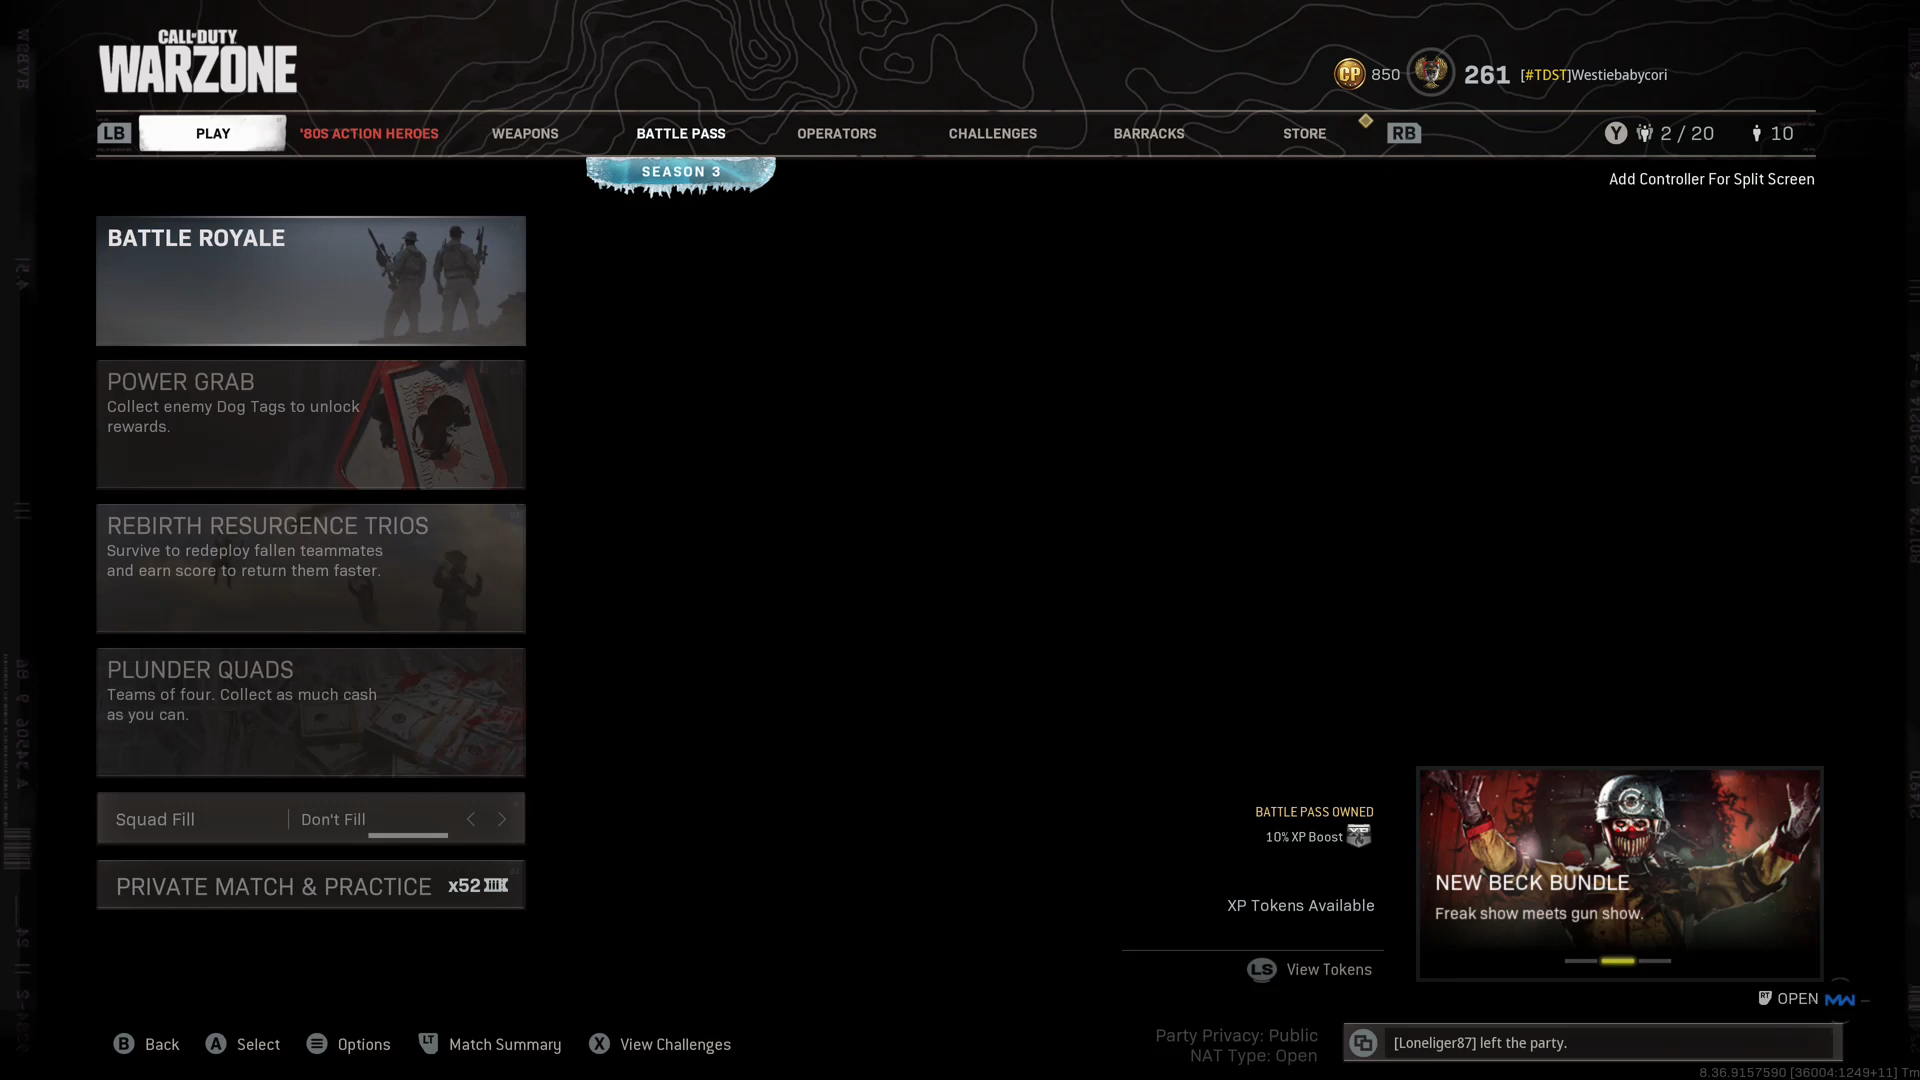 CALL OF DUTY
WARZONE
CP 850 261 [#TDST]Westiebabycori
LB PLAY '80S ACTION HEROES WEAPONS BATTLE PASS OPERATORS CHALLENGES BARRACKS STORE RB Y 2 / 20 10
SEASON 3
Add Controller For Split Screen
BATTLE ROYALE
POWER GRAB
Collect enemy Dog Tags to unlock
rewards.
REBIRTH RESURGENCE TRIOS
Survive to redeploy fallen teammates
and earn score to return them faster.
PLUNDER QUADS
Teams of four. Collect as much cash
as you can.
Squad Fill Don't Fill
PRIVATE MATCH & PRACTICE x52
BATTLE PASS OWNED
10% XP Boost XP
XP Tokens Available
LS View Tokens
NEW BECK BUNDLE
Freak show meets gun show.
RT OPEN MW
B Back A Select Options LT Match Summary X View Challenges
Party Privacy: Public
NAT Type: Open
[Loneliger87] left the party.
8.36.9157590 [36004:1249+11] Tm